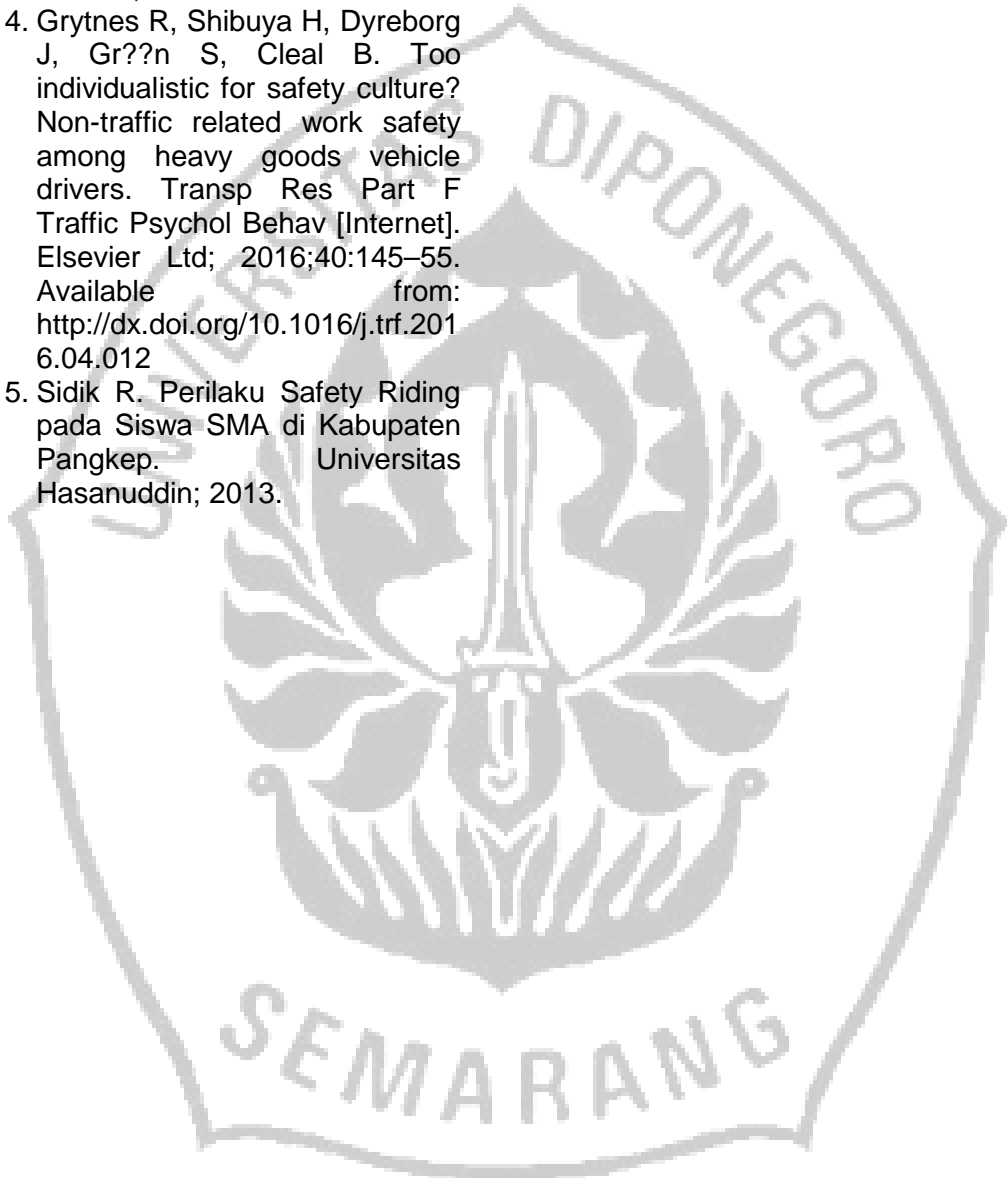 4. Grytnes R, Shibuya H, Dyreborg
J, Gr??n S, Cleal B. Too
individualistic for safety culture?
Non-traffic related work safety
among heavy goods vehicle
drivers. Transp Res Part F
Traffic Psychol Behav [Internet].
Elsevier Ltd; 2016;40:145–55.
Available from:
http://dx.doi.org/10.1016/j.trf.201
6.04.012
5. Sidik R. Perilaku Safety Riding
pada Siswa SMA di Kabupaten
Pangkep. Universitas
Hasanuddin; 2013.
UNIVERSITAS DIPONEGORO
SEMARANG